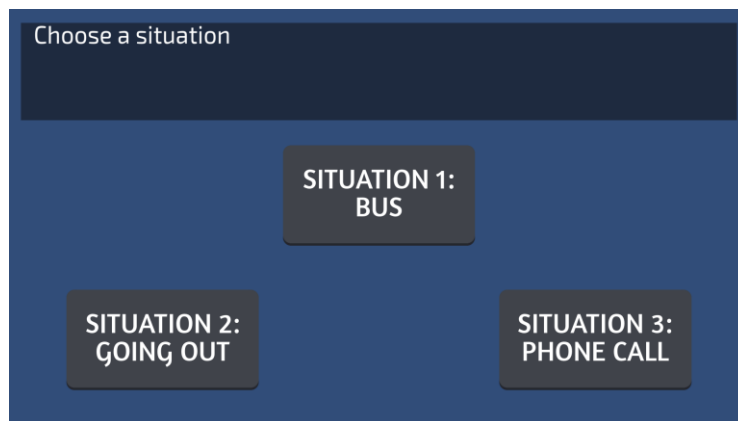 Choose a situation
SITUATION 1:
BUS
SITUATION 2:
GOING OUT
SITUATION 3:
PHONE CALL